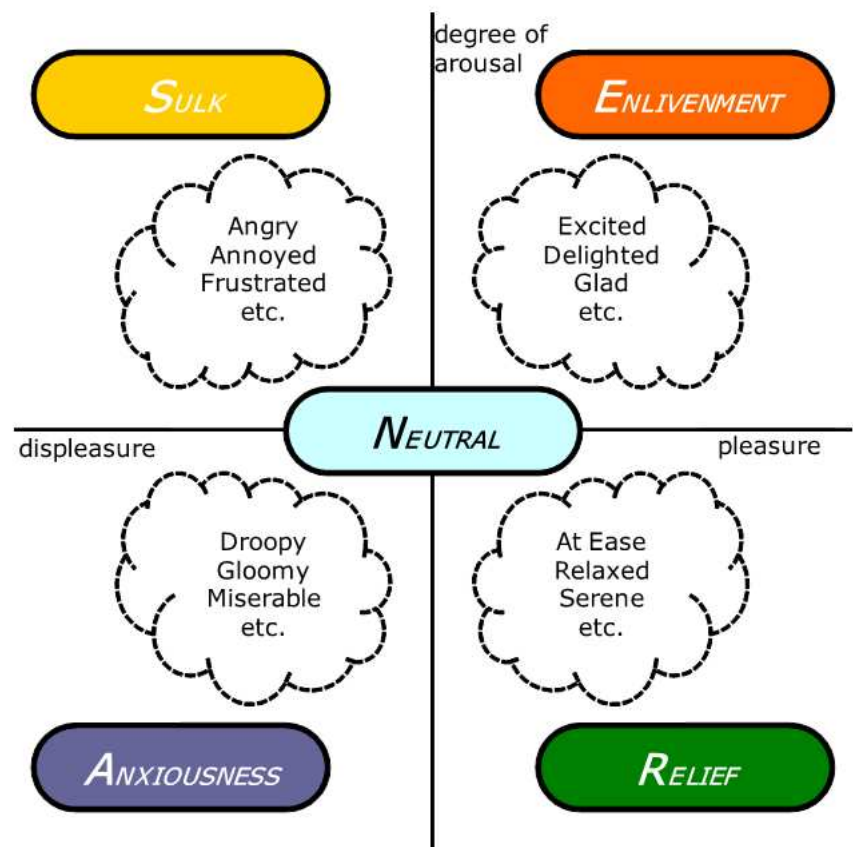 degree of
arousal
SULK
ENLIVENMENT
Angry
Annoyed
Frustrated
etc.
Excited
Delighted
Glad
etc.
NEUTRAL
displeasure
pleasure
Droopy
Gloomy
Miserable
etc.
At Ease
Relaxed
Serene
etc.
ANXIOUSNESS
RELIEF